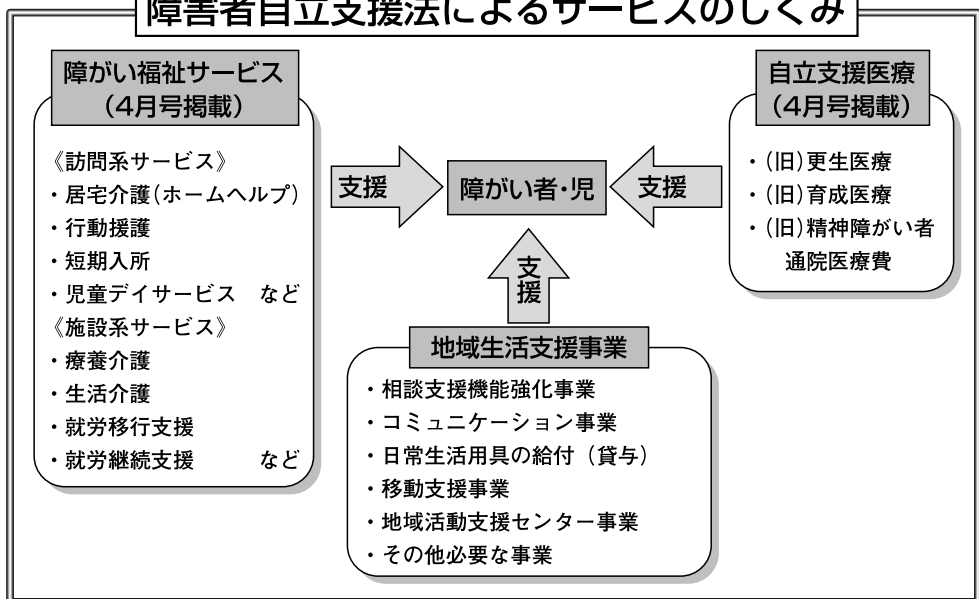 障害者自立支援法によるサービスのしくみ
障がい福祉サービス
（4月号掲載）
《訪問系サービス》
・居宅介護（ホームヘルプ）
・行動援護
・短期入所
・児童デイサービス　など
《施設系サービス》
・療養介護
・生活介護
・就労移行支援
・就労継続支援　　　など
支援
障がい者・児
支援
自立支援医療
（4月号掲載）
・（旧）更生医療
・（旧）育成医療
・（旧）精神障がい者
通院医療費
支援
地域生活支援事業
・相談支援機能強化事業
・コミュニケーション事業
・日常生活用具の給付（貸与）
・移動支援事業
・地域活動支援センター事業
・その他必要な事業